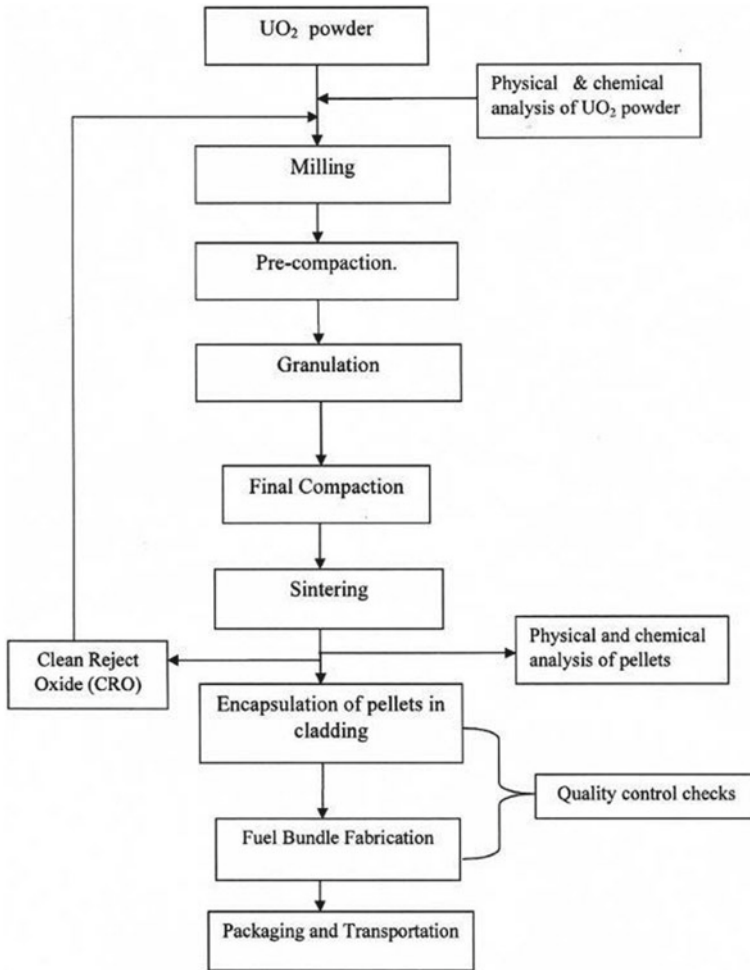 UO₂ powder
Physical & chemical
analysis of UO₂ powder
Milling
Pre-compaction.
Granulation
Final Compaction
Sintering
Clean Reject
Oxide (CRO)
Physical and chemical
analysis of pellets
Encapsulation of pellets in
cladding
Quality control checks
Fuel Bundle Fabrication
Packaging and Transportation